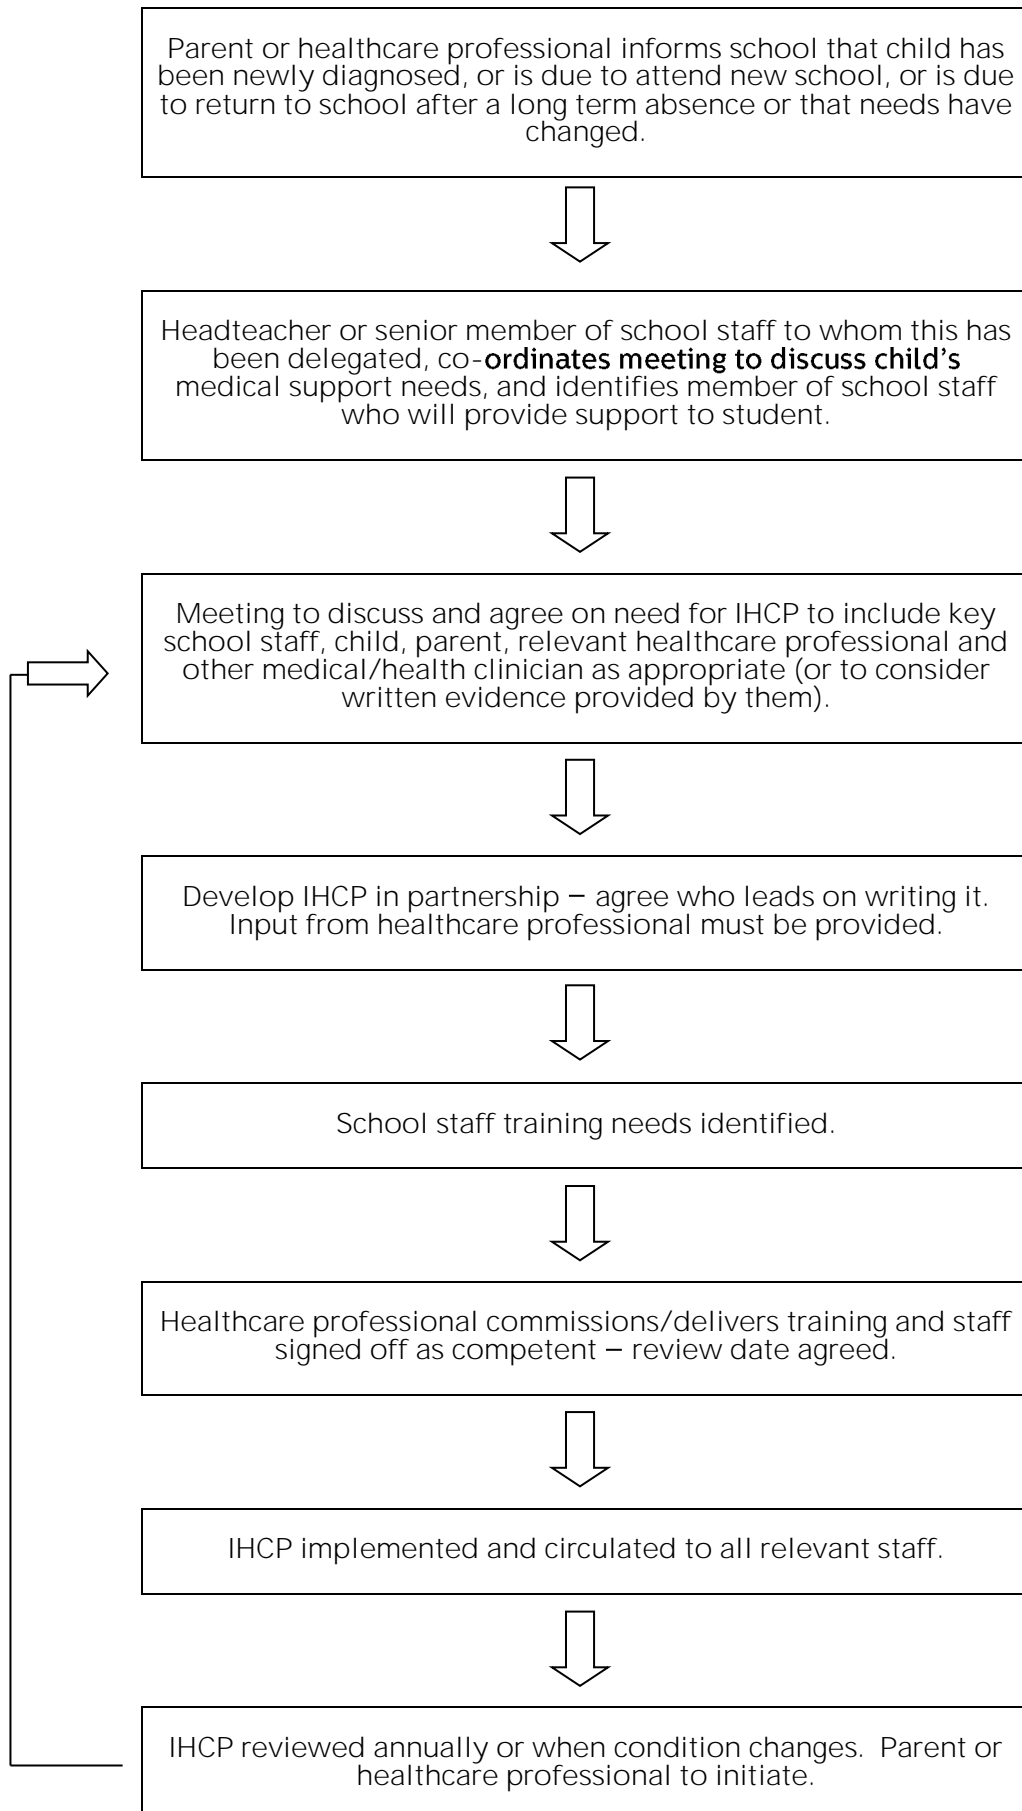 Parent or healthcare professional informs school that child has
been newly diagnosed, or is due to attend new school, or is due
to return to school after a long term absence or that needs have
changed.
Headteacher or senior member of school staff to whom this has
been delegated, co-ordinates meeting to discuss child's
medical support needs, and identifies member of school staff
who will provide support to student.
Meeting to discuss and agree on need for IHCP to include key
school staff, child, parent, relevant healthcare professional and
other medical/health clinician as appropriate (or to consider
written evidence provided by them).
Develop IHCP in partnership – agree who leads on writing it.
Input from healthcare professional must be provided.
School staff training needs identified.
Healthcare professional commissions/delivers training and staff
signed off as competent – review date agreed.
IHCP implemented and circulated to all relevant staff.
IHCP reviewed annually or when condition changes.  Parent or
healthcare professional to initiate.